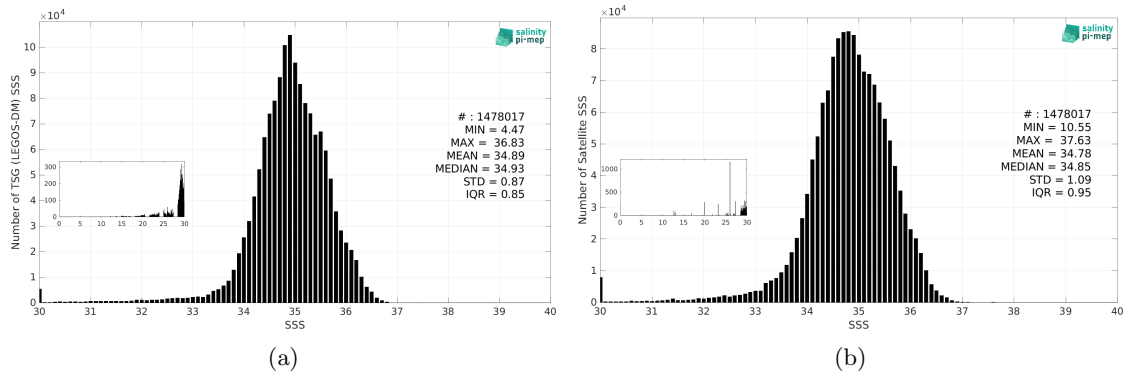 ×10⁴
salinity
pi-mep
# : 1478017
MIN = 4.47
MAX = 36.83
MEAN = 34.89
MEDIAN = 34.93
STD = 0.87
IQR = 0.85
Number of TSG (LEGOS-DM) SSS
10
9
8
7
6
5
4
3
2
1
0
300
200
100
0
0 5 10 15 20 25 30
30 31 32 33 34 35 36 37 38 39 40
SSS
(a)
×10⁴
salinity
pi-mep
# : 1478017
MIN = 10.55
MAX = 37.63
MEAN = 34.78
MEDIAN = 34.85
STD = 1.09
IQR = 0.95
Number of Satellite SSS
8
7
6
5
4
3
2
1
0
1000
500
0
0 5 10 15 20 25 30
30 31 32 33 34 35 36 37 38 39 40
SSS
(b)